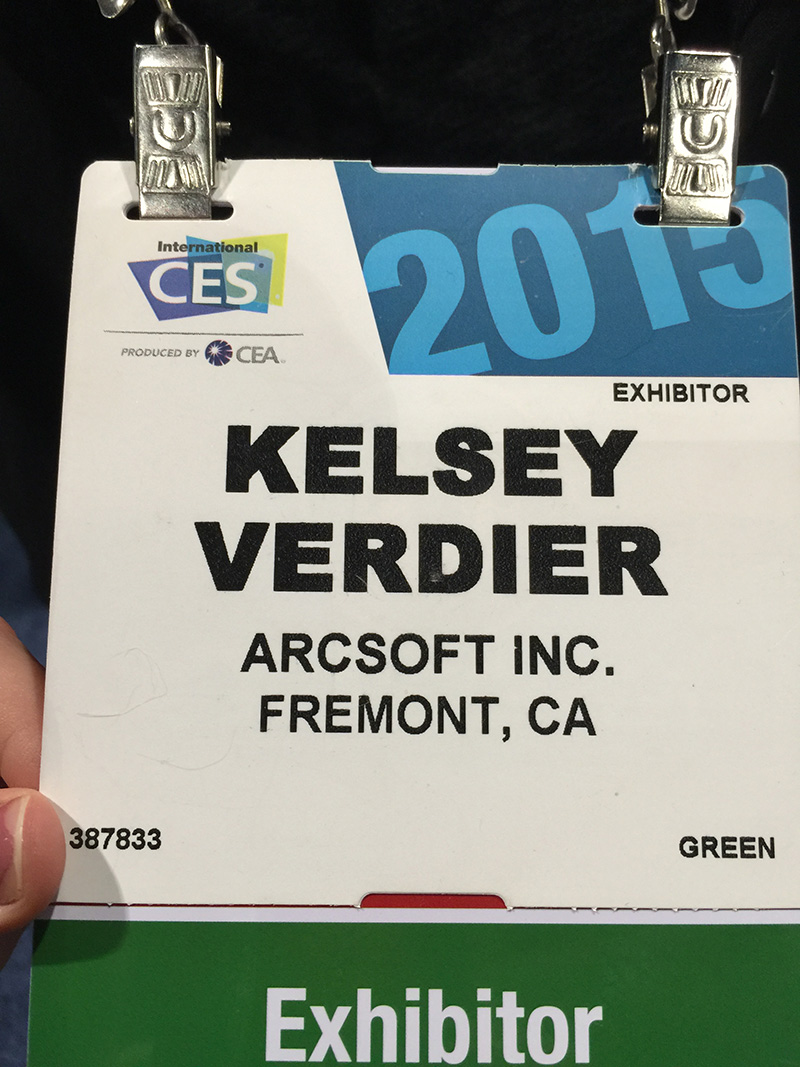 International
CES
PRODUCED BY CEA
2015
EXHIBITOR
KELSEY
VERDIER
ARCSOFT INC.
FREMONT, CA
387833
GREEN
Exhibitor